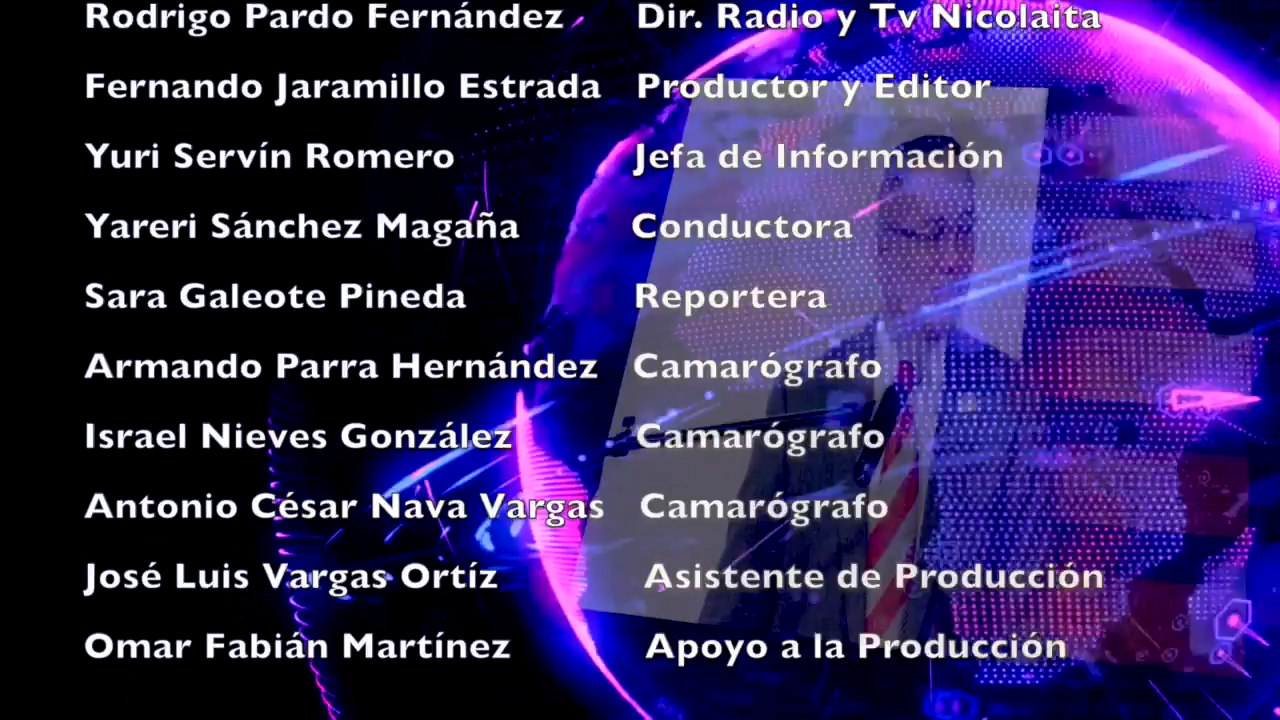 Rodrigo Pardo Fernández Dir. Radio y Tv Nicolaita
Fernando Jaramillo Estrada Productor y Editor
Yuri Servín Romero Jefa de Información
Yareri Sánchez Magaña Conductora
Sara Galeote Pineda Reportera
Armando Parra Hernández Camarógrafo
Israel Nieves González Camarógrafo
Antonio César Nava Vargas Camarógrafo
José Luis Vargas Ortíz Asistente de Producción
Omar Fabián Martínez Apoyo a la Producción